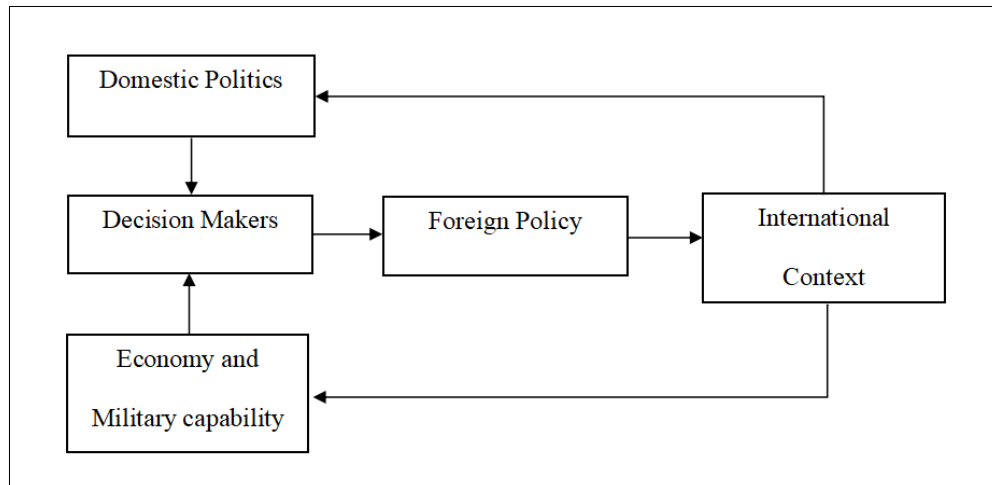 Domestic Politics
Decision Makers
Foreign Policy
International
Context
Economy and
Military capability